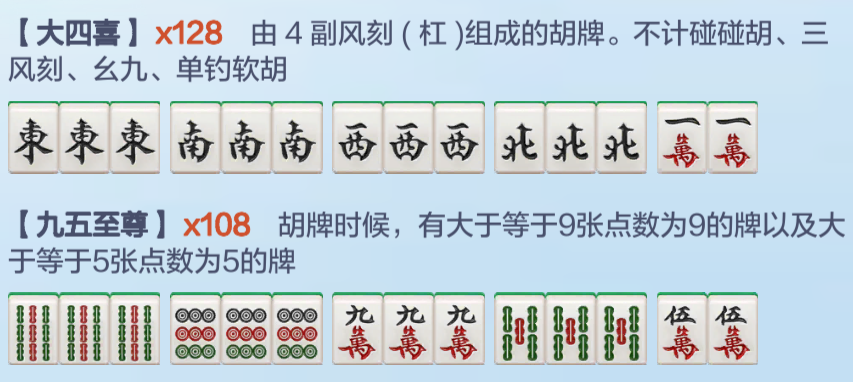 【大四喜】x128 由 4 副风刻 ( 杠 )组成的胡牌。不计碰碰胡、三
风刻、幺九、单钓软胡
東 東 東 南 南 南 西 西 西 北 北 北 一萬 一萬
【九五至尊】x108 胡牌时候，有大于等于9张点数为9的牌以及大
于等于5张点数为5的牌
九萬 九萬 九萬 伍萬 伍萬